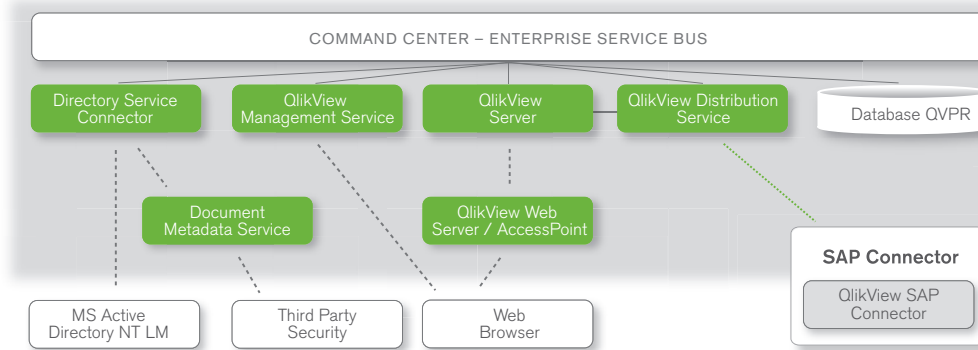 COMMAND CENTER – ENTERPRISE SERVICE BUS
Directory Service
Connector
QlikView
Management Service
QlikView
Server
QlikView Distribution
Service
Database QVPR
Document
Metadata Service
QlikView Web
Server / AccessPoint
SAP Connector
QlikView SAP
Connector
MS Active
Directory NT LM
Third Party
Security
Web
Browser